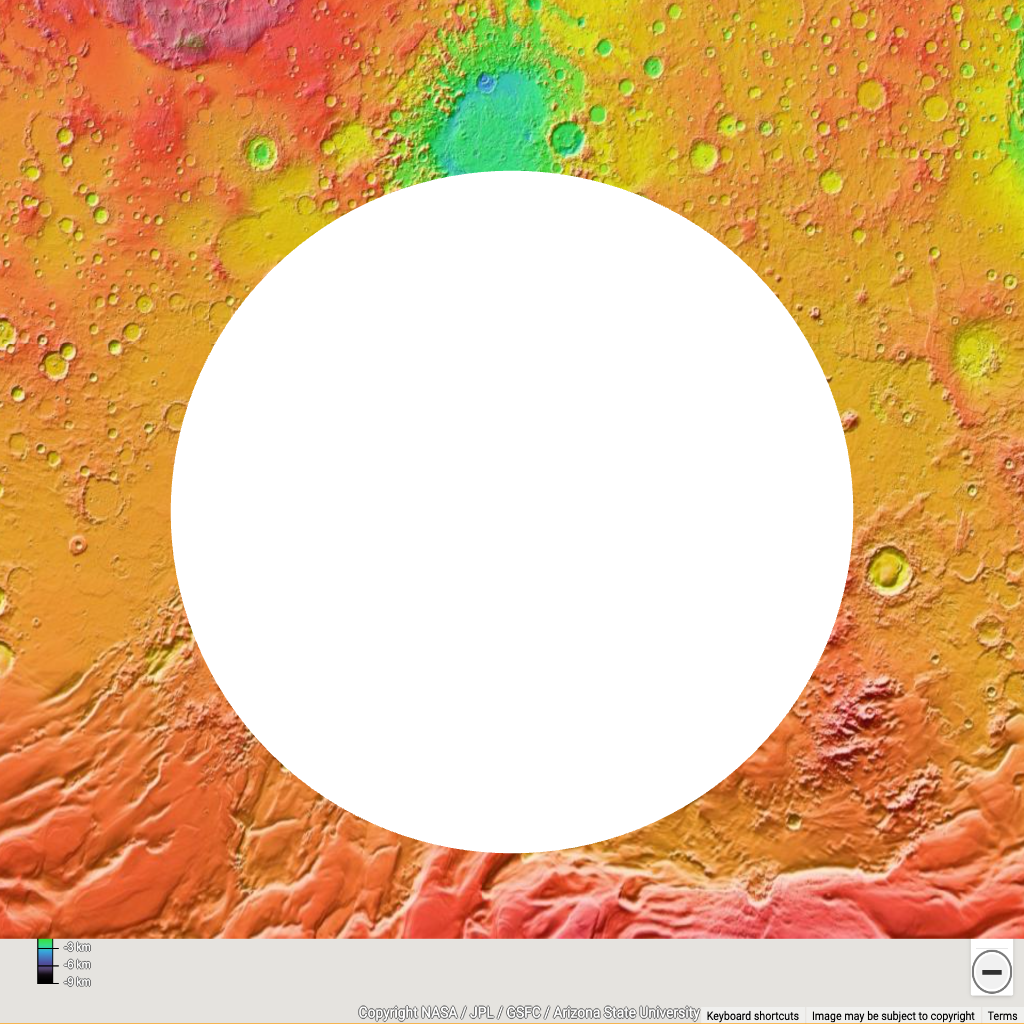 -3 km
-6 km
-9 km
Copyright NASA / JPL / GSFC / Arizona State University
Keyboard shortcuts
Image may be subject to copyright
Terms